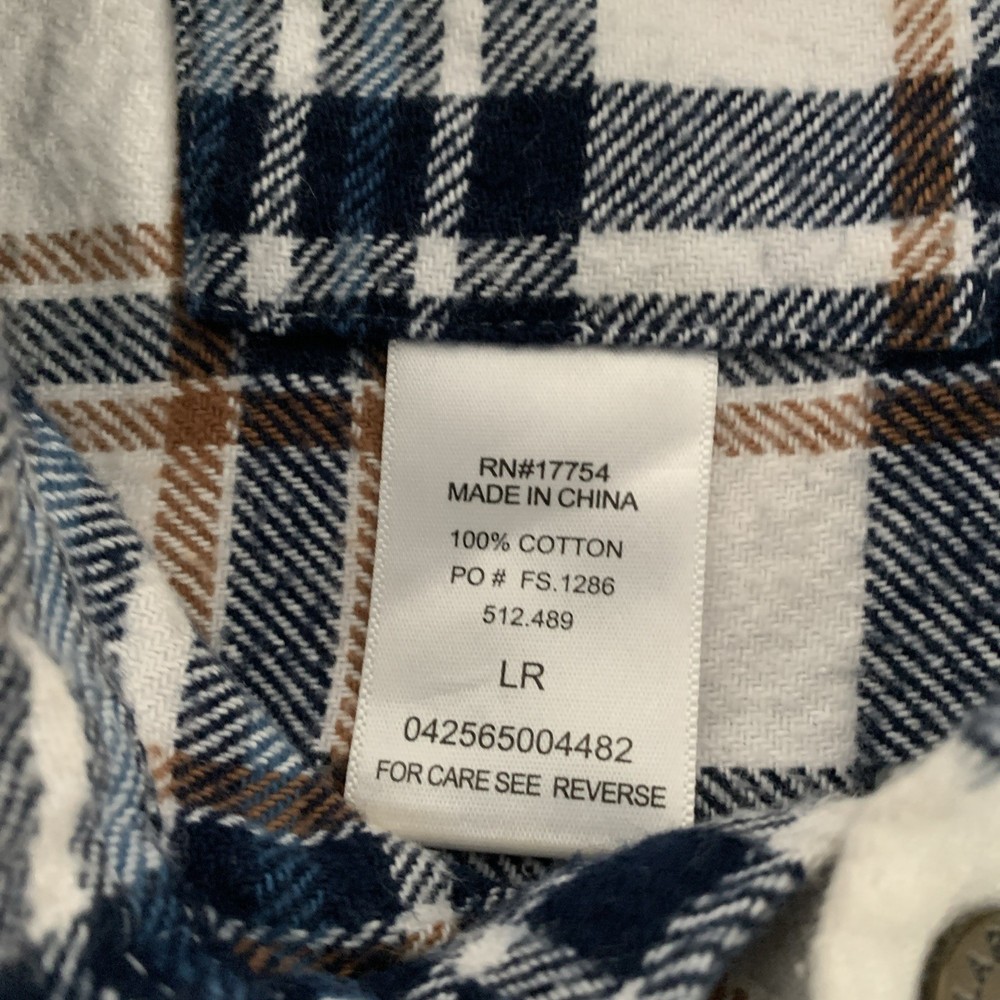 RN#17754
MADE IN CHINA
100% COTTON
PO # FS.1286
512.489
LR
042565004482
FOR CARE SEE REVERSE